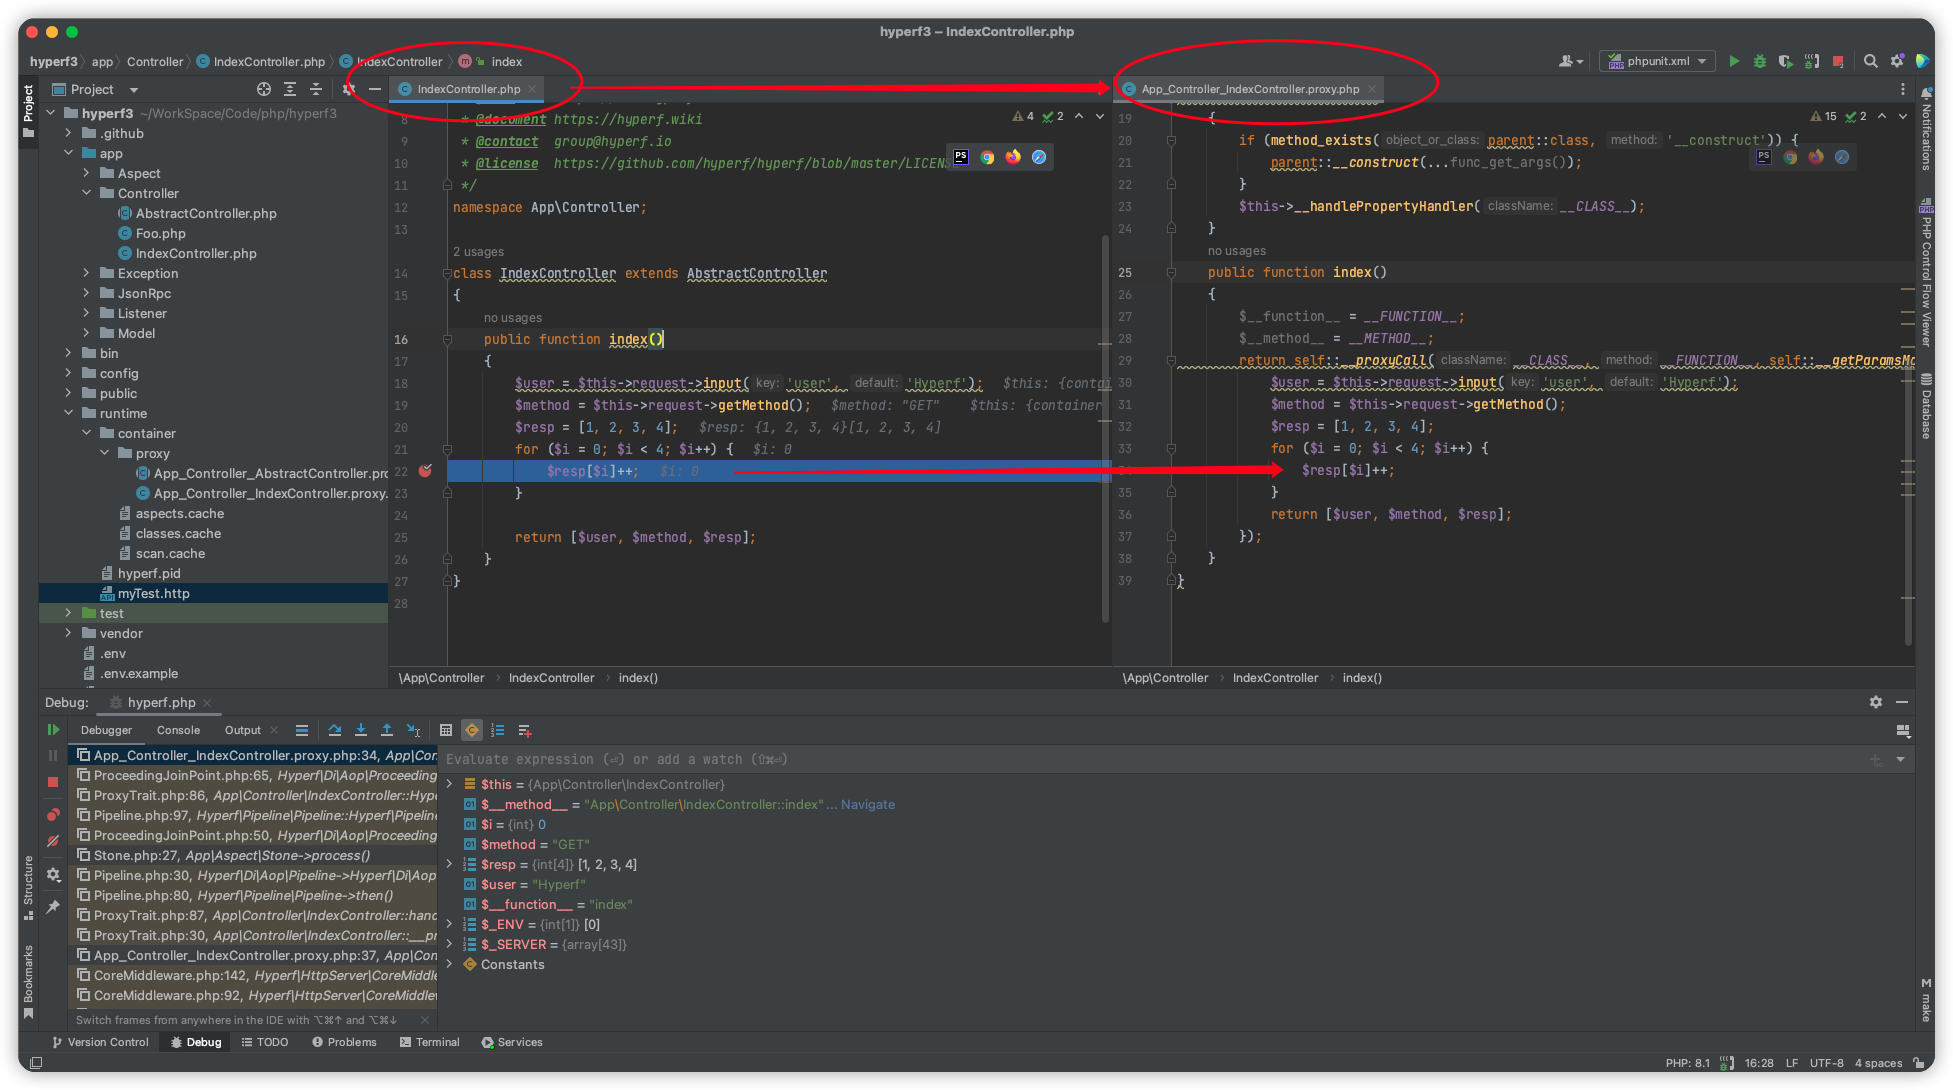 hyperf3 – IndexController.php
hyperf3 app Controller IndexController.php IndexController index
phpunit.xml
Project
Project
hyperf3 ~/WorkSpace/Code/php/hyperf3
.github
app
Aspect
Controller
AbstractController.php
Foo.php
IndexController.php
Exception
JsonRpc
Listener
Model
bin
config
public
runtime
container
proxy
App_Controller_AbstractController.pro
App_Controller_IndexController.proxy.
aspects.cache
classes.cache
scan.cache
hyperf.pid
myTest.http
test
vendor
.env
.env.example
IndexController.php
4 2
8 * @document https://hyperf.wiki
9 * @contact group@hyperf.io
10 * @license https://github.com/hyperf/hyperf/blob/master/LICENS
11 */
12 namespace App\Controller;
13
2 usages
14 class IndexController extends AbstractController
15 {
no usages
16 public function index()
17 {
18 $user = $this->request->input( key: 'user', default: 'Hyperf'); $this: {contai
19 $method = $this->request->getMethod(); $method: "GET" $this: {container
20 $resp = [1, 2, 3, 4]; $resp: {1, 2, 3, 4}[1, 2, 3, 4]
21 for ($i = 0; $i < 4; $i++) { $i: 0
22 $resp[$i]++; $i: 0
23 }
24
25 return [$user, $method, $resp];
26 }
27 }
28
\App\Controller IndexController index()
App_Controller_IndexController.proxy.php
15 2
19 {
20 if (method_exists( object_or_class: parent::class, method: '__construct')) {
21 parent::__construct(...func_get_args());
22 }
23 $this->__handlePropertyHandler( className: __CLASS__);
24 }
no usages
25 public function index()
26 {
27 $__function__ = __FUNCTION__;
28 $__method__ = __METHOD__;
29 return self::__proxyCall( className: __CLASS__, method: __FUNCTION__, self::__getParamsMa
30 $user = $this->request->input( key: 'user', default: 'Hyperf');
31 $method = $this->request->getMethod();
32 $resp = [1, 2, 3, 4];
33 for ($i = 0; $i < 4; $i++) {
$resp[$i]++;
35 }
36 return [$user, $method, $resp];
37 });
38 }
39 }
\App\Controller IndexController index()
Notifications
PHP Control Flow Viewer
Database
make
Debug: hyperf.php
Debugger Console Output
App_Controller_IndexController.proxy.php:34, App\Con
ProceedingJoinPoint.php:65, Hyperf\Di\Aop\Proceeding
ProxyTrait.php:86, App\Controller\IndexController::Hype
Pipeline.php:97, Hyperf\Pipeline\Pipeline::Hyperf\Pipelin
ProceedingJoinPoint.php:50, Hyperf\Di\Aop\Proceeding
Stone.php:27, App\Aspect\Stone->process()
Pipeline.php:30, Hyperf\Di\Aop\Pipeline->Hyperf\Di\Aop
Pipeline.php:80, Hyperf\Pipeline\Pipeline->then()
ProxyTrait.php:87, App\Controller\IndexController::hanc
ProxyTrait.php:30, App\Controller\IndexController::__pr
App_Controller_IndexController.proxy.php:37, App\Con
CoreMiddleware.php:142, Hyperf\HttpServer\CoreMiddle
CoreMiddleware.php:92, Hyperf\HttpServer\CoreMiddlew
Switch frames from anywhere in the IDE with ⌥⌘↑ and ⌥⌘↓
Evaluate expression (⏎) or add a watch (⇧⌘⏎)
$this = {App\Controller\IndexController}
$__method__ = "App\Controller\IndexController::index"... Navigate
$i = {int} 0
$method = "GET"
$resp = {int[4]} [1, 2, 3, 4]
$user = "Hyperf"
$__function__ = "index"
$_ENV = {int[1]} [0]
$_SERVER = {array[43]}
Constants
Structure
Bookmarks
Version Control Debug TODO Problems Terminal Services
PHP: 8.1 16:28 LF UTF-8 4 spaces